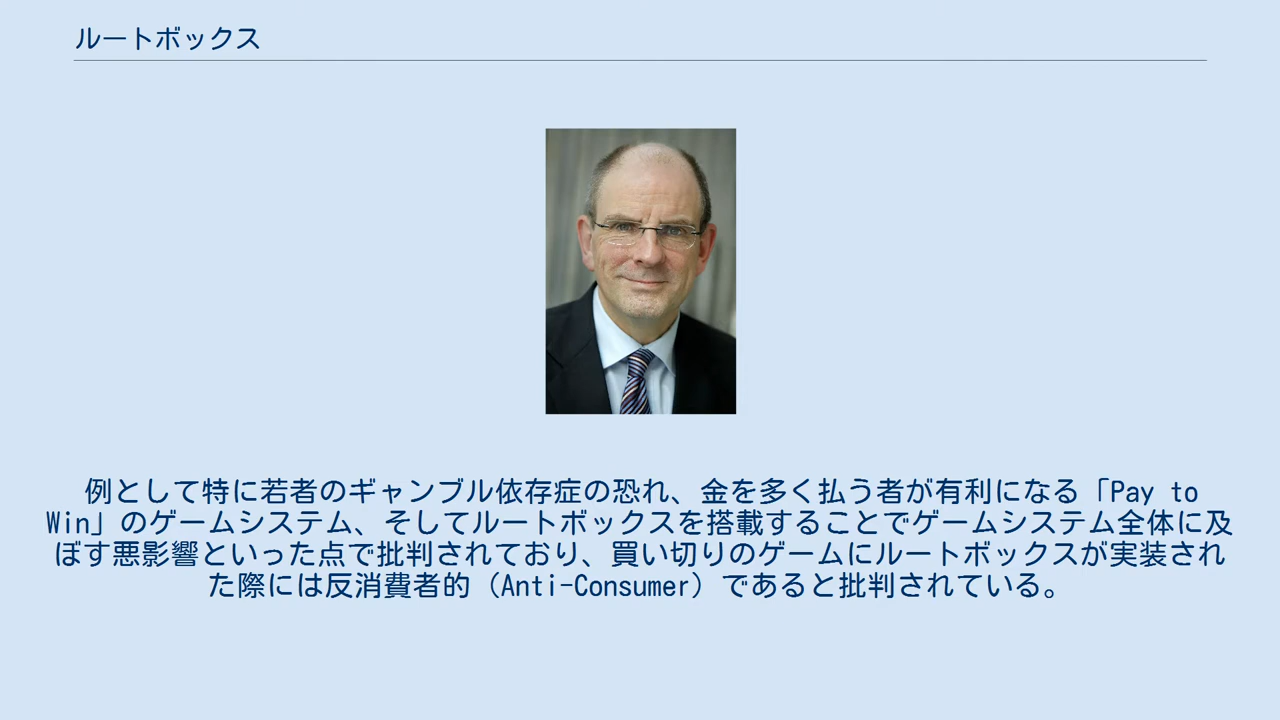 ルートボックス
例として特に若者のギャンブル依存症の恐れ、金を多く払う者が有利になる「Pay to
Win」のゲームシステム、そしてルートボックスを搭載することでゲームシステム全体に及
ぼす悪影響といった点で批判されており、買い切りのゲームにルートボックスが実装され
た際には反消費者的（Anti-Consumer）であると批判されている。